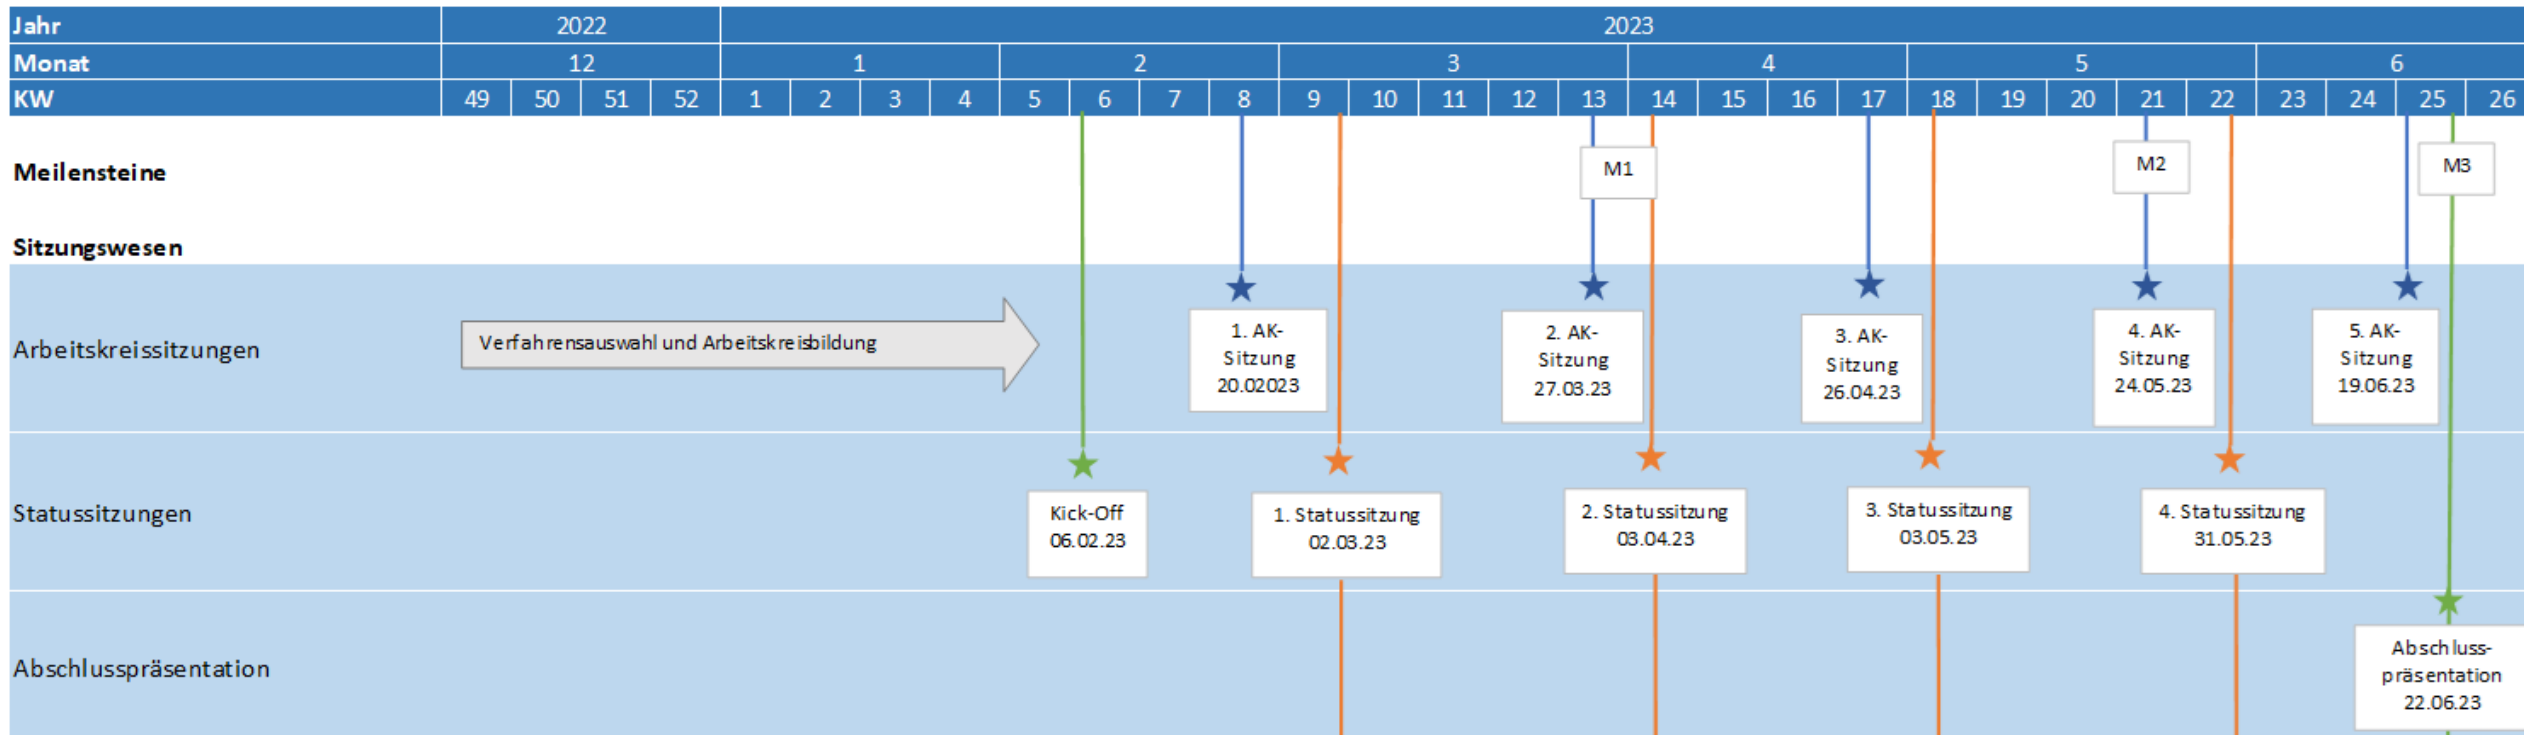 Jahr 2022 2023
Monat 12 1 2 3 4 5 6
KW 49 50 51 52 1 2 3 4 5 6 7 8 9 10 11 12 13 14 15 16 17 18 19 20 21 22 23 24 25 26
Meilensteine
M1
M2
M3
Sitzungswesen
Arbeitskreissitzungen
Verfahrensauswahl und Arbeitskreisbildung
1. AK-
Sitzung
20.02023
2. AK-
Sitzung
27.03.23
3. AK-
Sitzung
26.04.23
4. AK-
Sitzung
24.05.23
5. AK-
Sitzung
19.06.23
Statussitzungen
Kick-Off
06.02.23
1. Statussitzung
02.03.23
2. Statussitzung
03.04.23
3. Statussitzung
03.05.23
4. Statussitzung
31.05.23
Abschlusspräsentation
Abschluss-
präsentation
22.06.23